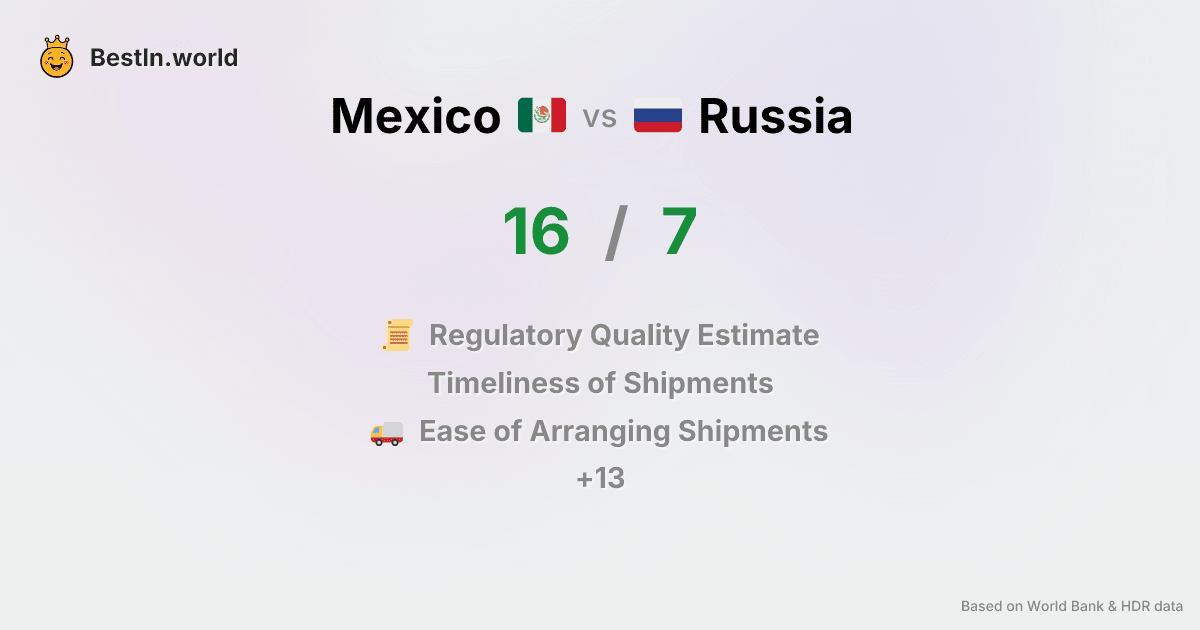 BestIn.world
Mexico vs Russia
16 / 7
Regulatory Quality Estimate
Timeliness of Shipments
Ease of Arranging Shipments
+13
Based on World Bank & HDR data